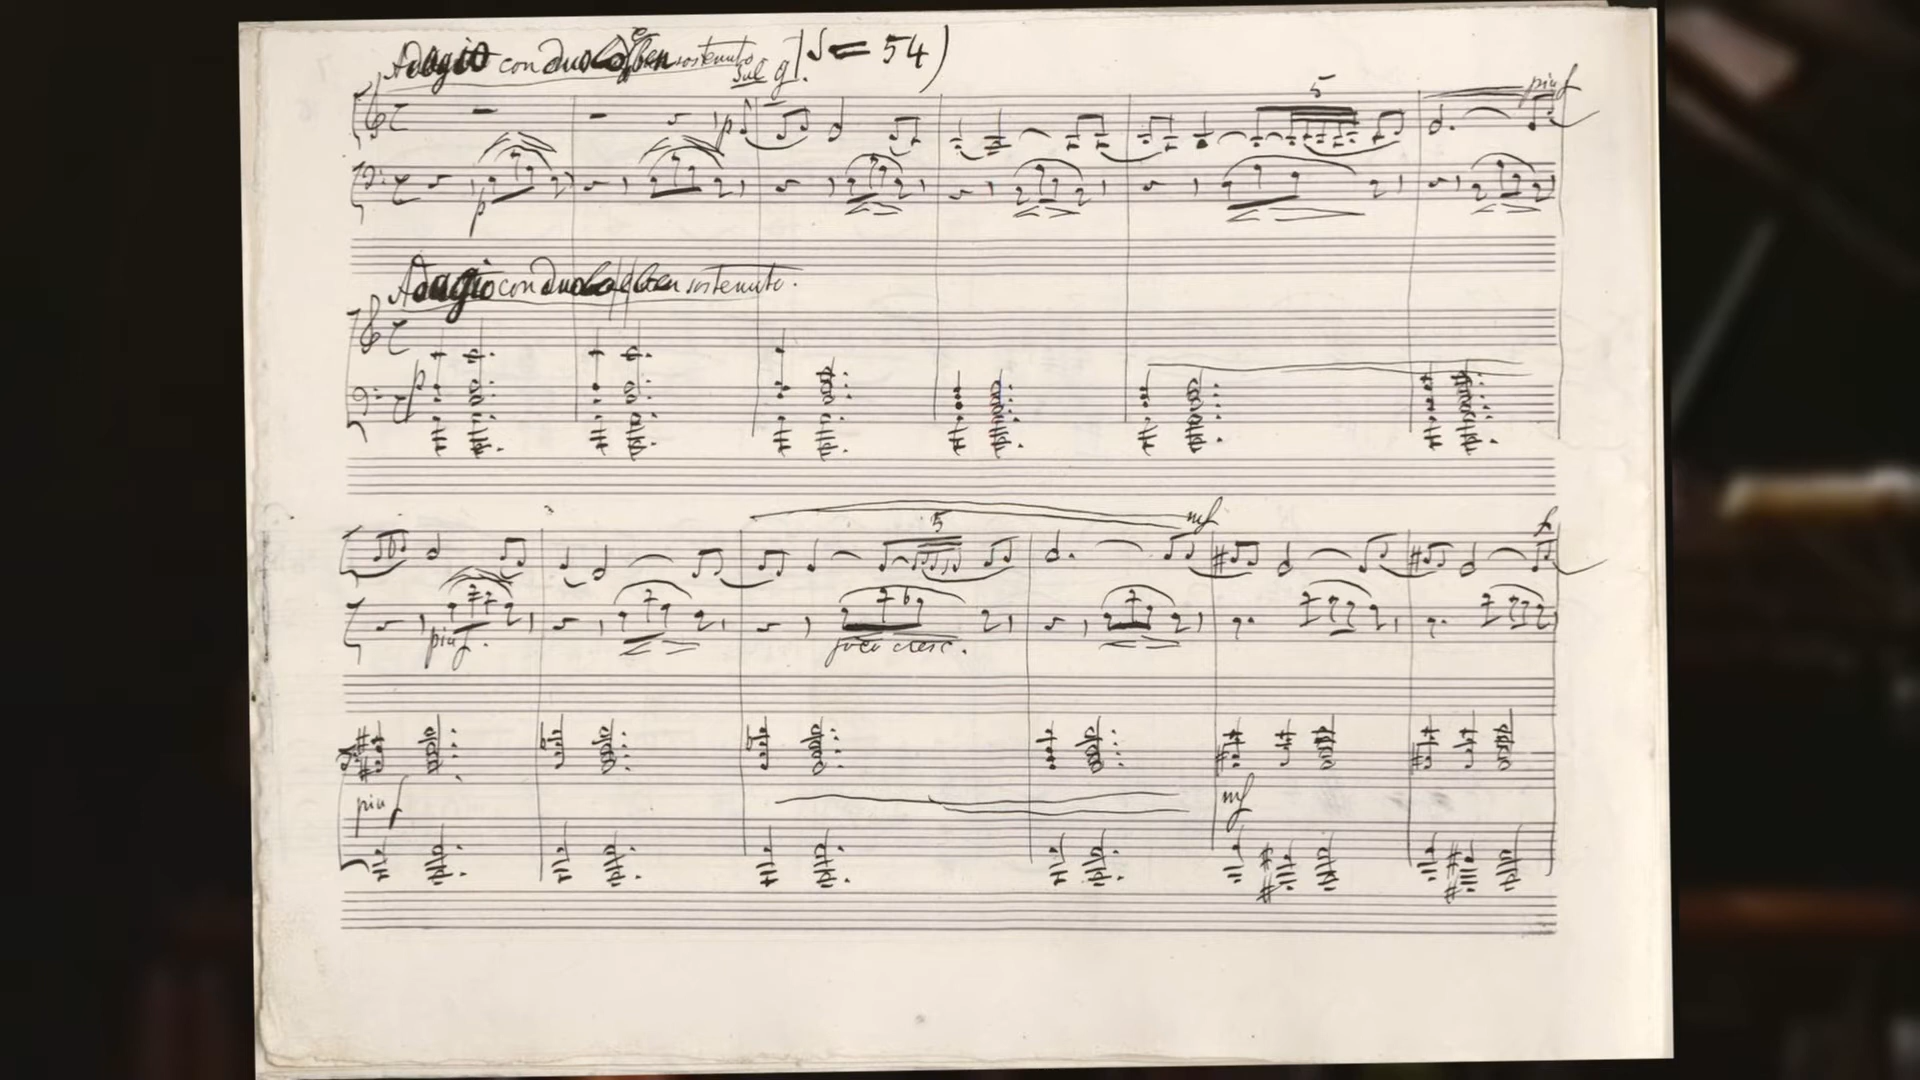 Adagio con duolo e ben sostenuto (♩ = 54)
Sul g.
5
più f
p
p
Adagio con duolo e ben sostenuto.
p
5
mf
f
più f.
poco cresc.
più f
mf